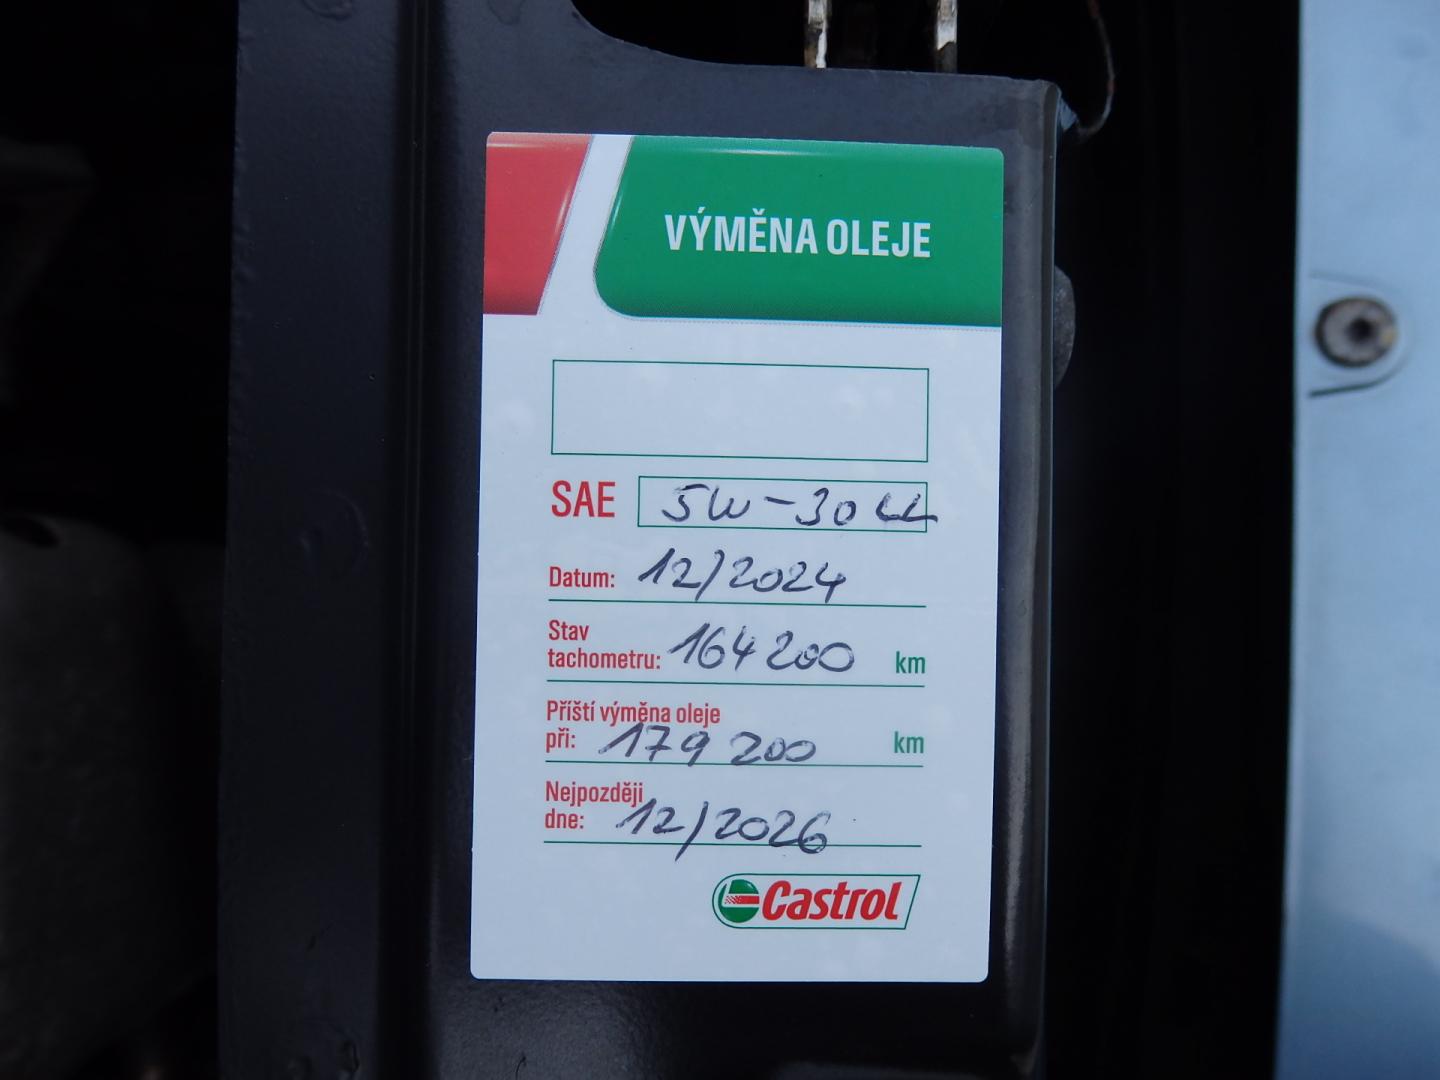 VÝMĚNA OLEJE
SAE 5W-30 LL
Datum: 12/2024
Stav
tachometru: 164 200 km
Příští výměna oleje
při: 179 200 km
Nejpozději
dne: 12/2026
Castrol